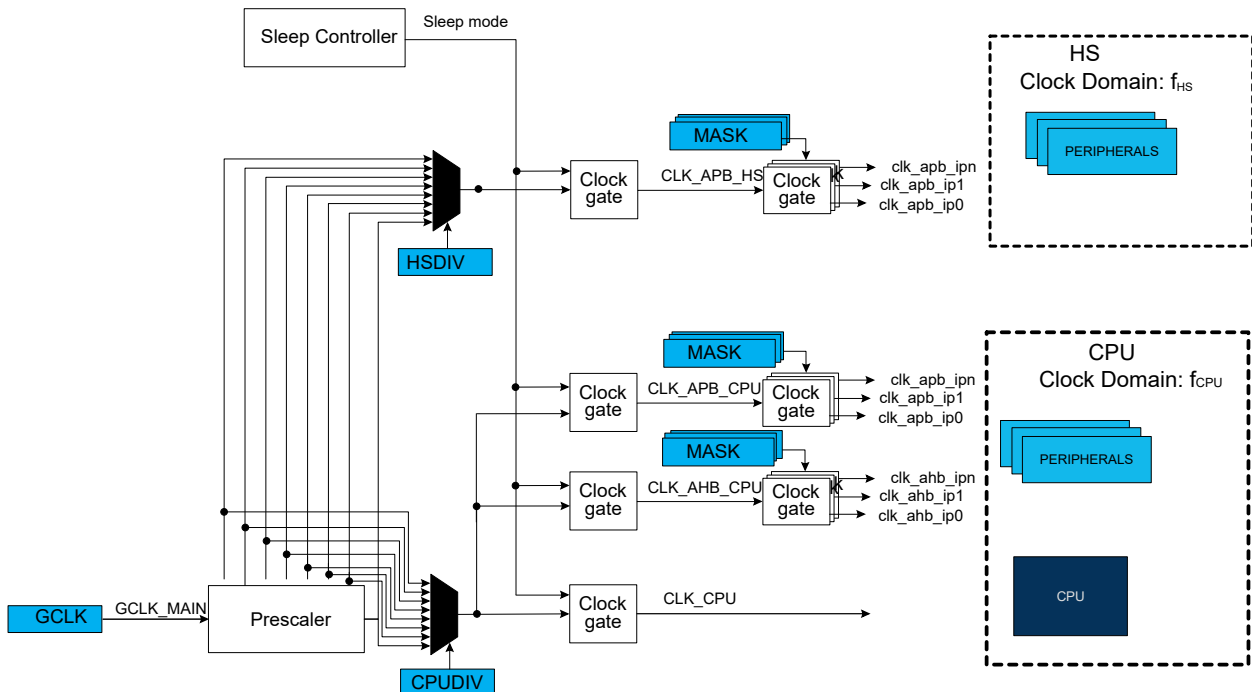 Sleep mode
Sleep Controller
HS
Clock Domain: fHS
PERIPHERALS
MASK
Clock
gate
CLK_APB_HS
Clock
gate
K
clk_apb_ipn
clk_apb_ip1
clk_apb_ip0
HSDIV
MASK
Clock
gate
CLK_APB_CPU
Clock
gate
clk_apb_ipn
clk_apb_ip1
clk_apb_ip0
CPU
Clock Domain: fCPU
PERIPHERALS
MASK
Clock
gate
CLK_AHB_CPU
Clock
gate
K
clk_ahb_ipn
clk_ahb_ip1
clk_ahb_ip0
CPU
GCLK
GCLK_MAIN
Prescaler
Clock
gate
CLK_CPU
CPUDIV